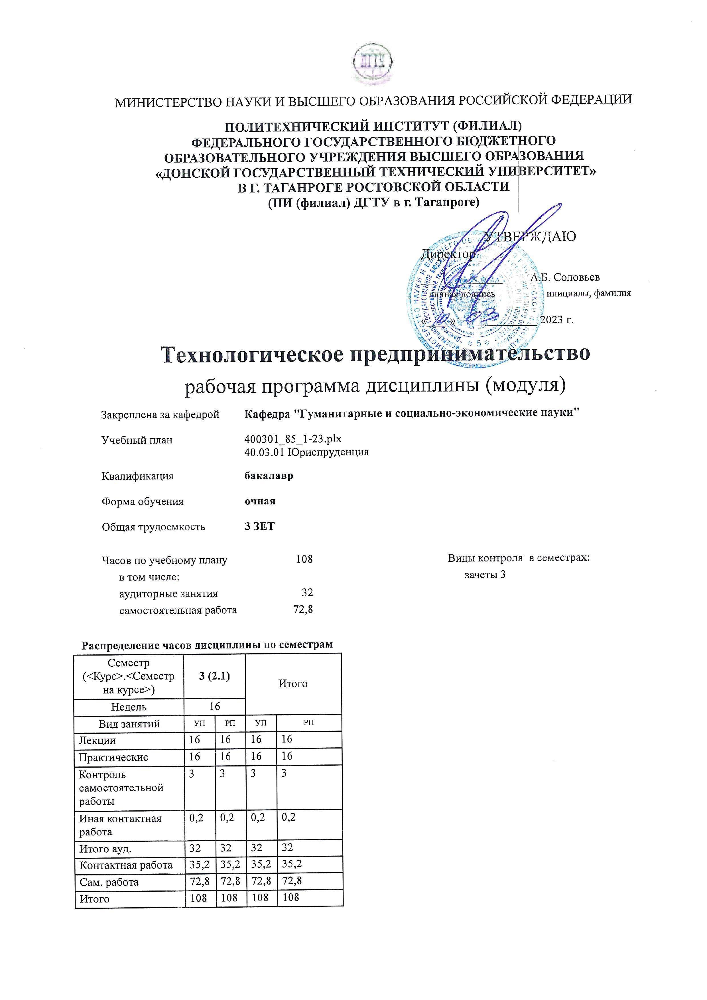 ДГТУ
МИНИСТЕРСТВО НАУКИ И ВЫСШЕГО ОБРАЗОВАНИЯ РОССИЙСКОЙ ФЕДЕРАЦИИ
ПОЛИТЕХНИЧЕСКИЙ ИНСТИТУТ (ФИЛИАЛ)
ФЕДЕРАЛЬНОГО ГОСУДАРСТВЕННОГО БЮДЖЕТНОГО
ОБРАЗОВАТЕЛЬНОГО УЧРЕЖДЕНИЯ ВЫСШЕГО ОБРАЗОВАНИЯ
«ДОНСКОЙ ГОСУДАРСТВЕННЫЙ ТЕХНИЧЕСКИЙ УНИВЕРСИТЕТ»
В Г. ТАГАНРОГЕ РОСТОВСКОЙ ОБЛАСТИ
(ПИ (филиал) ДГТУ в г. Таганроге)
УТВЕРЖДАЮ
Директор
А.Б. Соловьев
личная подпись инициалы, фамилия
« » 03 2023 г.
Технологическое предпринимательство
рабочая программа дисциплины (модуля)
Закреплена за кафедрой Кафедра "Гуманитарные и социально-экономические науки"
Учебный план 400301_85_1-23.plx
40.03.01 Юриспруденция
Квалификация бакалавр
Форма обучения очная
Общая трудоемкость 3 ЗЕТ
Часов по учебному плану 108 Виды контроля в семестрах:
в том числе: зачеты 3
аудиторные занятия 32
самостоятельная работа 72,8
Распределение часов дисциплины по семестрам
Семестр
(<Курс>.<Семестр 3 (2.1) Итого
на курсе>)
Недель 16
Вид занятий УП РП УП РП
Лекции 16 16 16 16
Практические 16 16 16 16
Контроль 3 3 3 3
самостоятельной
работы
Иная контактная 0,2 0,2 0,2 0,2
работа
Итого ауд. 32 32 32 32
Контактная работа 35,2 35,2 35,2 35,2
Сам. работа 72,8 72,8 72,8 72,8
Итого 108 108 108 108